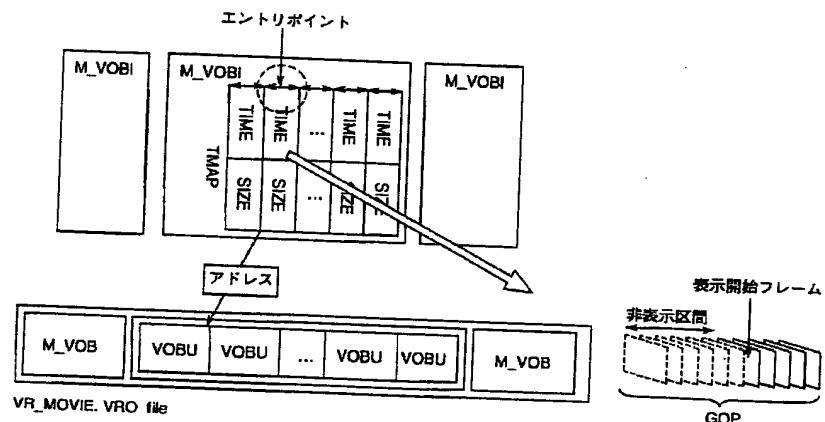 エントリポイント
M_VOBI
M_VOBI
M_VOBI
TMAP
TIME TIME ... TIME TIME
SIZE SIZE ... SIZE SIZE
アドレス
表示開始フレーム
非表示区間
M_VOB
VOBU VOBU ... VOBU VOBU
M_VOB
VR_MOVIE. VRO file
GOP